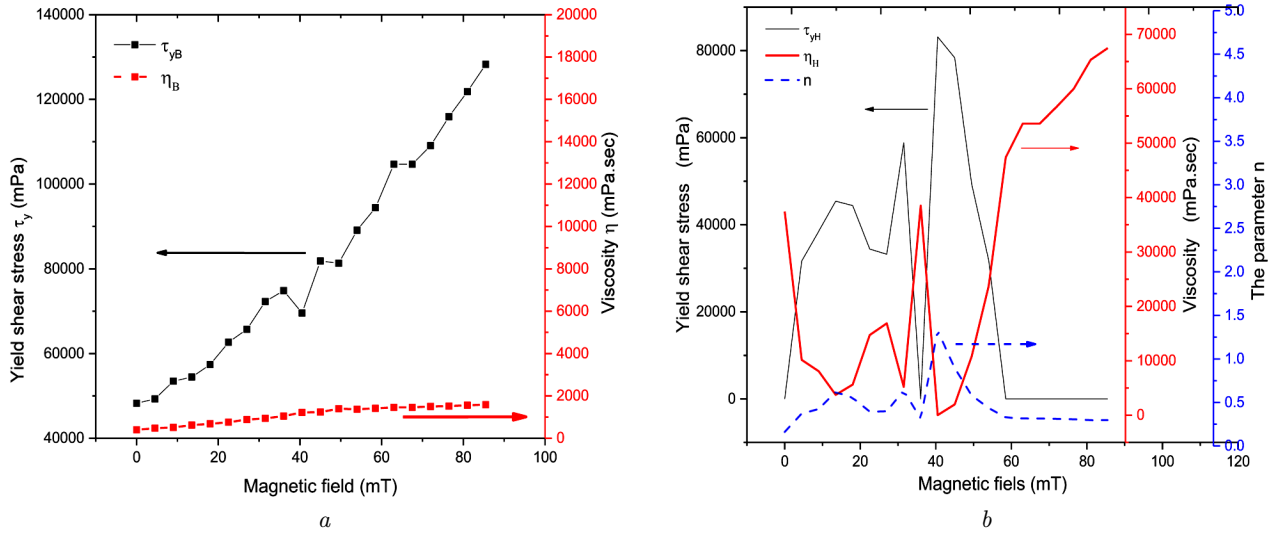 Yield shear stress τy (mPa)
140000
120000
100000
80000
60000
40000
τyB
ηB
0 20 40 60 80 100
Magnetic field (mT)
20000
18000
16000
14000
12000
10000
8000
6000
4000
2000
0
Viscosity η (mPa.sec)
a
Yield shear stress (mPa)
80000
60000
40000
20000
0
τyH
ηH
n
0 20 40 60 80 100 120
Magnetic fiels (mT)
70000
60000
50000
40000
30000
20000
10000
0
Viscosity (mPa.sec)
5.0
4.5
4.0
3.5
3.0
2.5
2.0
1.5
1.0
0.5
0.0
The parameter n
b